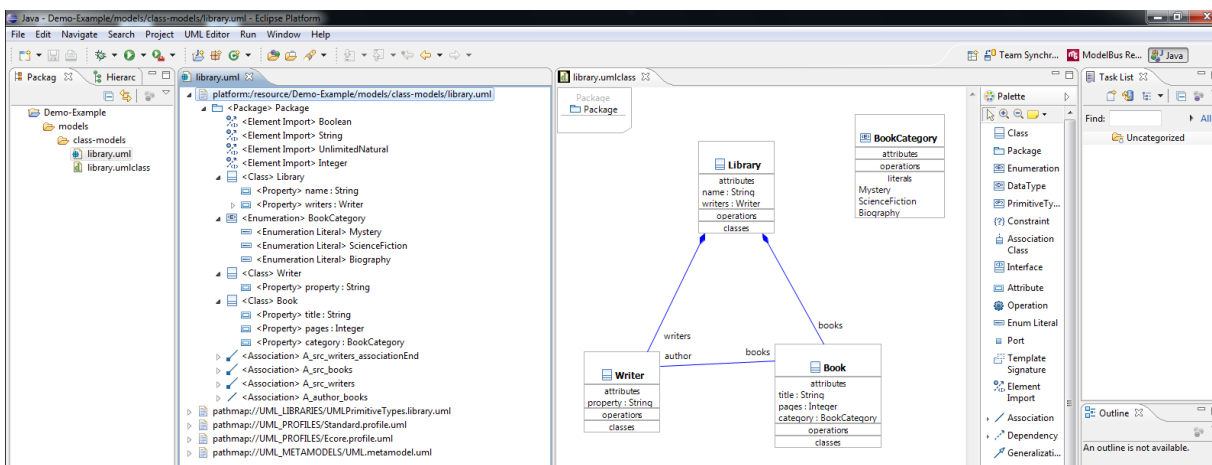 Java - Demo-Example/models/class-models/library.uml - Eclipse Platform
File Edit Navigate Search Project UML Editor Run Window Help
Team Synchr... ModelBus Re... Java
Packag Hierarc
Demo-Example
models
class-models
library.uml
library.umlclass
library.uml
platform:/resource/Demo-Example/models/class-models/library.uml
<Package> Package
<Element Import> Boolean
<Element Import> String
<Element Import> UnlimitedNatural
<Element Import> Integer
<Class> Library
<Property> name : String
<Property> writers : Writer
<Enumeration> BookCategory
<Enumeration Literal> Mystery
<Enumeration Literal> ScienceFiction
<Enumeration Literal> Biography
<Class> Writer
<Property> property : String
<Class> Book
<Property> title : String
<Property> pages : Integer
<Property> category : BookCategory
<Association> A_src_writers_associationEnd
<Association> A_src_books
<Association> A_src_writers
<Association> A_author_books
pathmap://UML_LIBRARIES/UMLPrimitiveTypes.library.uml
pathmap://UML_PROFILES/Standard.profile.uml
pathmap://UML_PROFILES/Ecore.profile.uml
pathmap://UML_METAMODELS/UML.metamodel.uml
library.umlclass
Package
Package
Library
attributes
name : String
writers : Writer
operations
classes
BookCategory
attributes
operations
literals
Mystery
ScienceFiction
Biography
writers
books
author
books
Writer
attributes
property : String
operations
classes
Book
attributes
title : String
pages : Integer
category : BookCategory
operations
classes
Palette
Class
Package
Enumeration
DataType
PrimitiveTy...
{?} Constraint
Association
Class
Interface
Attribute
Operation
Enum Literal
Port
Template
Signature
Element
Import
Association
Dependency
Generalizati...
Task List
Find:
All
Uncategorized
Outline
An outline is not available.